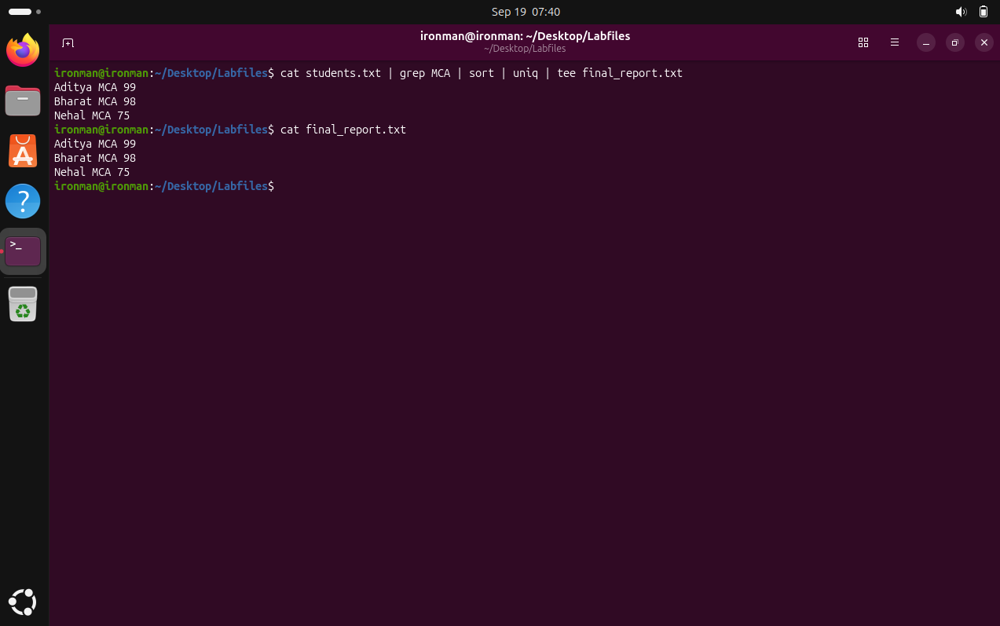 Sep 19 07:40
ironman@ironman: ~/Desktop/Labfiles
~/Desktop/Labfiles
ironman@ironman:~/Desktop/Labfiles$ cat students.txt | grep MCA | sort | uniq | tee final_report.txt
Aditya MCA 99
Bharat MCA 98
Nehal MCA 75
ironman@ironman:~/Desktop/Labfiles$ cat final_report.txt
Aditya MCA 99
Bharat MCA 98
Nehal MCA 75
ironman@ironman:~/Desktop/Labfiles$